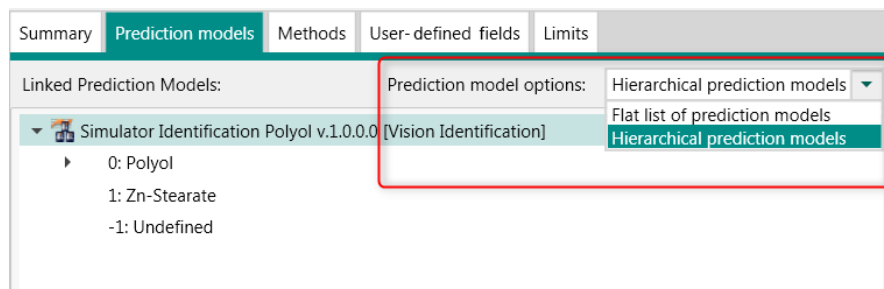 Summary Prediction models Methods User- defined fields Limits
Linked Prediction Models: Prediction model options: Hierarchical prediction models
Flat list of prediction models
Hierarchical prediction models
Simulator Identification Polyol v.1.0.0.0 [Vision Identification]
0: Polyol
1: Zn-Stearate
-1: Undefined